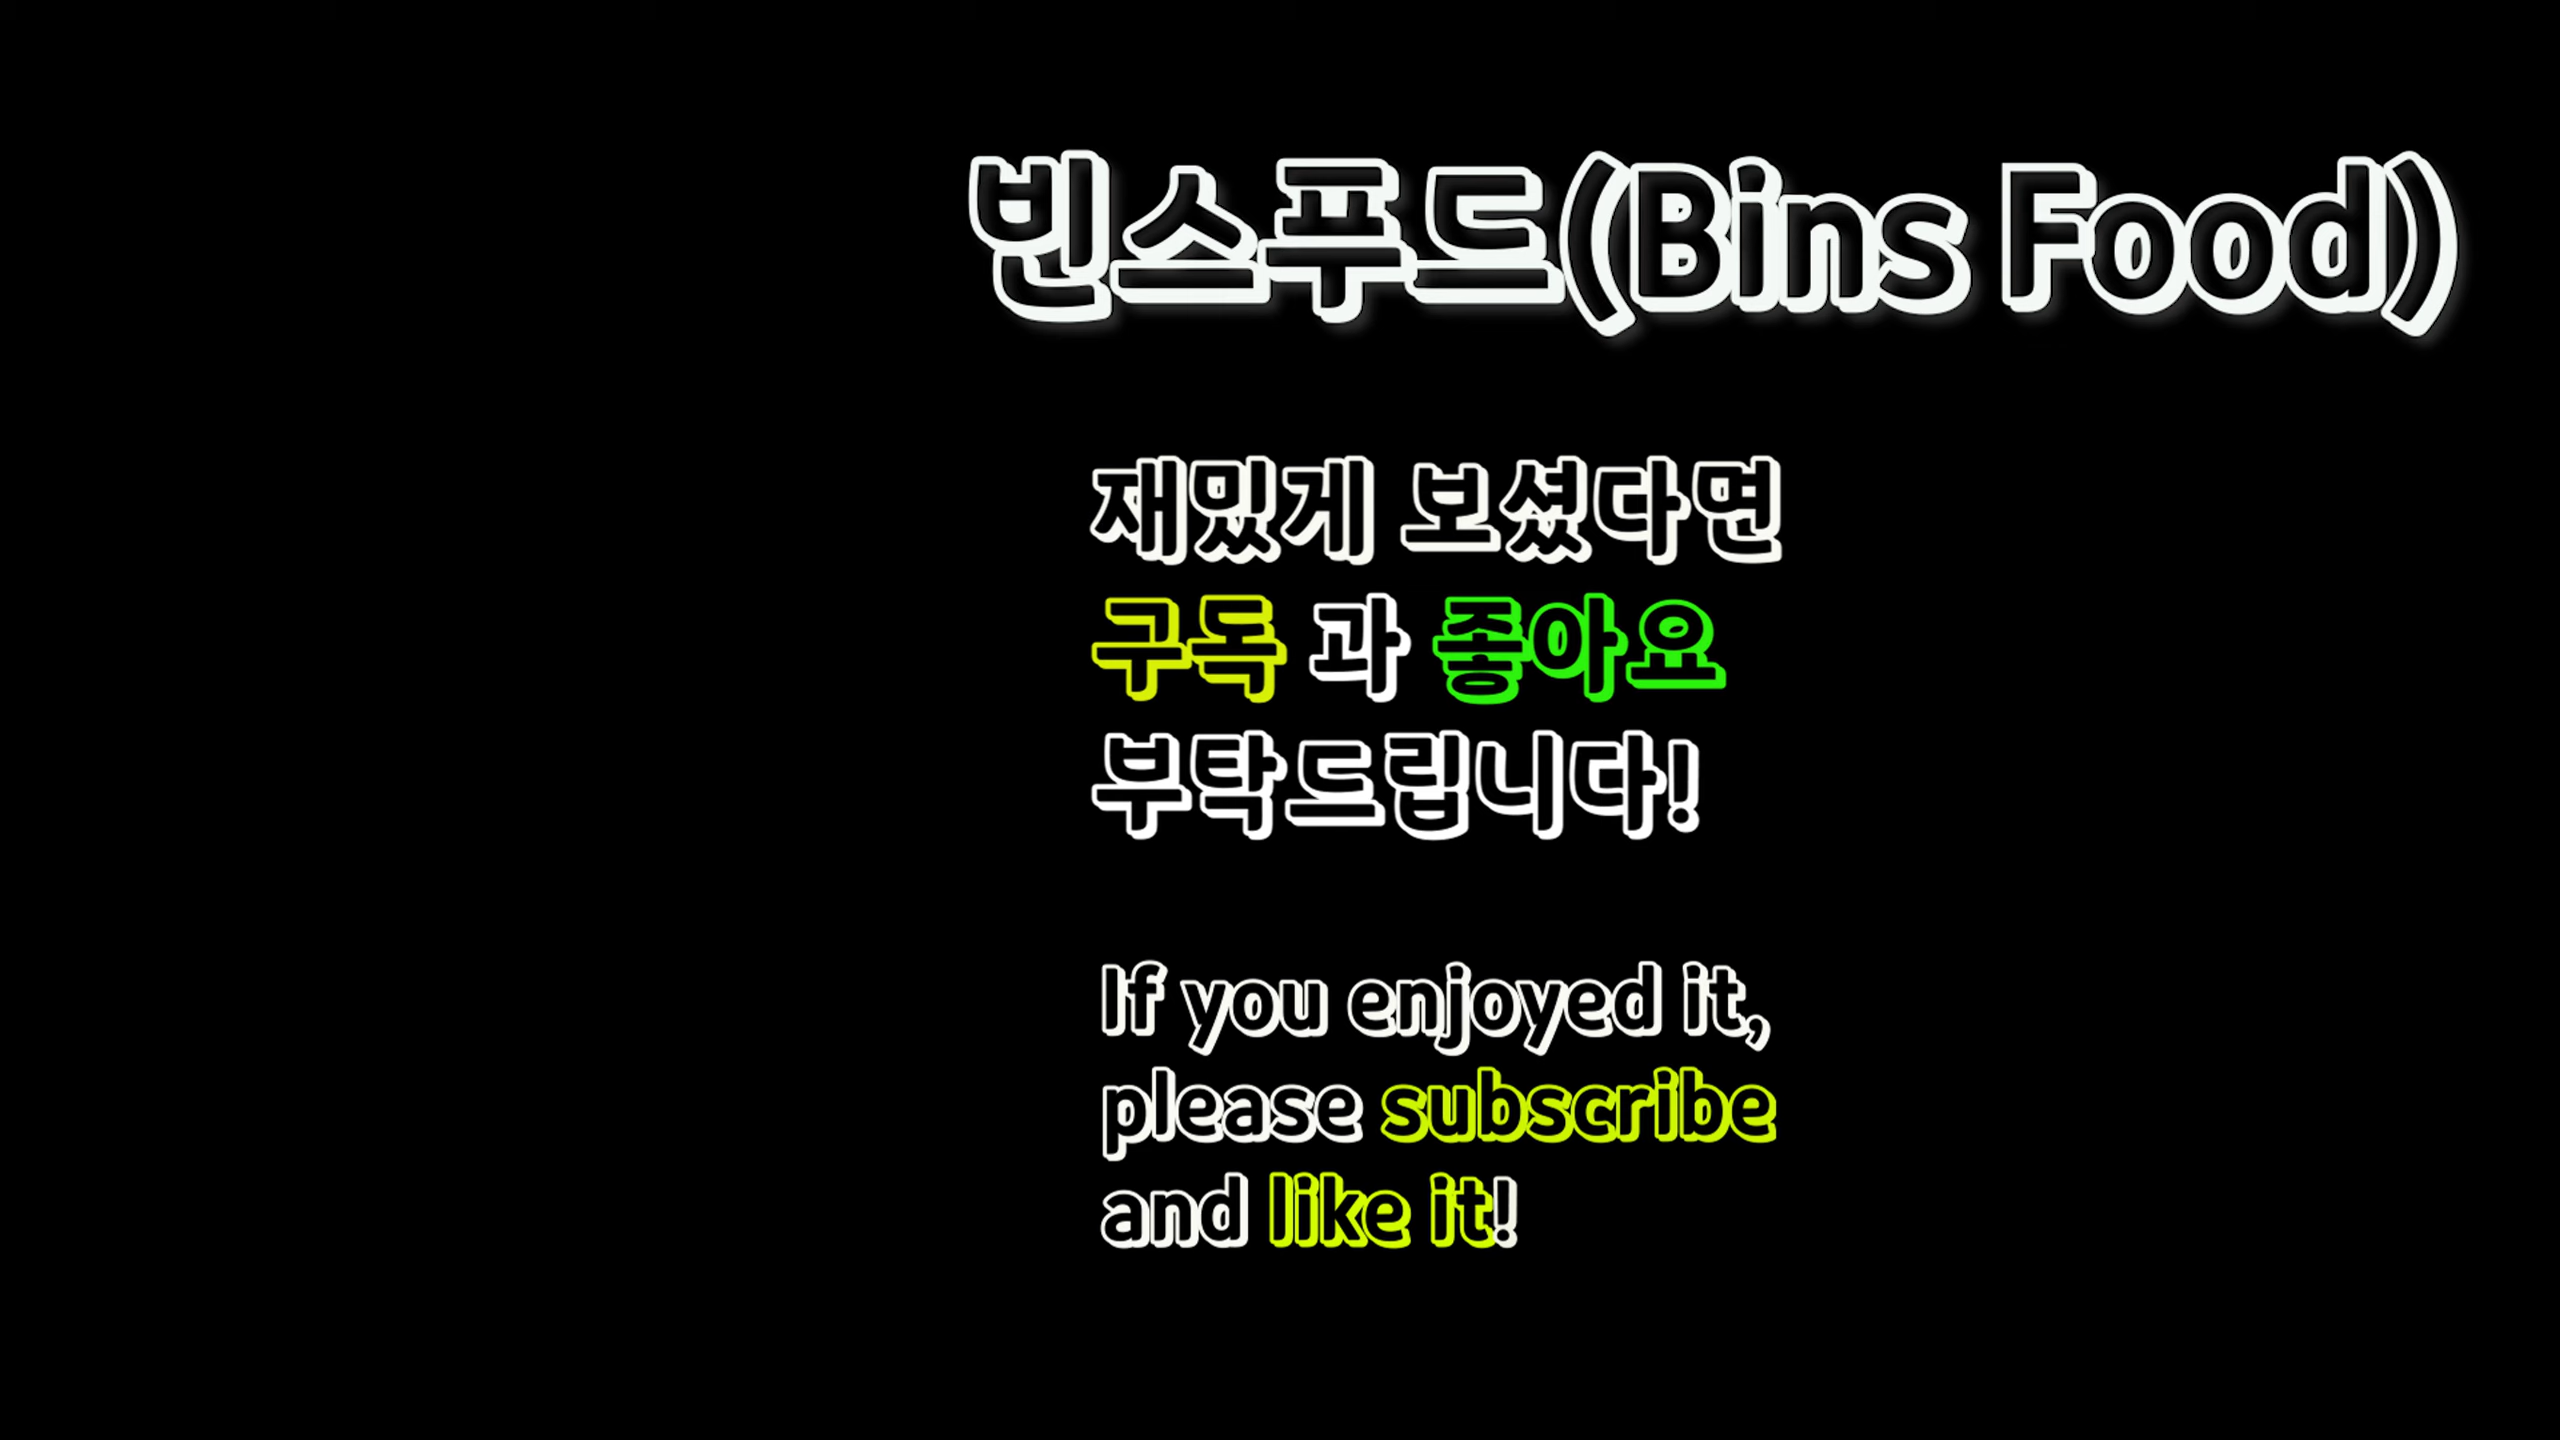 빈스푸드(Bins Food)
재밌게 보셨다면
구독 과 좋아요
부탁드립니다!
If you enjoyed it,
please subscribe
and like it!